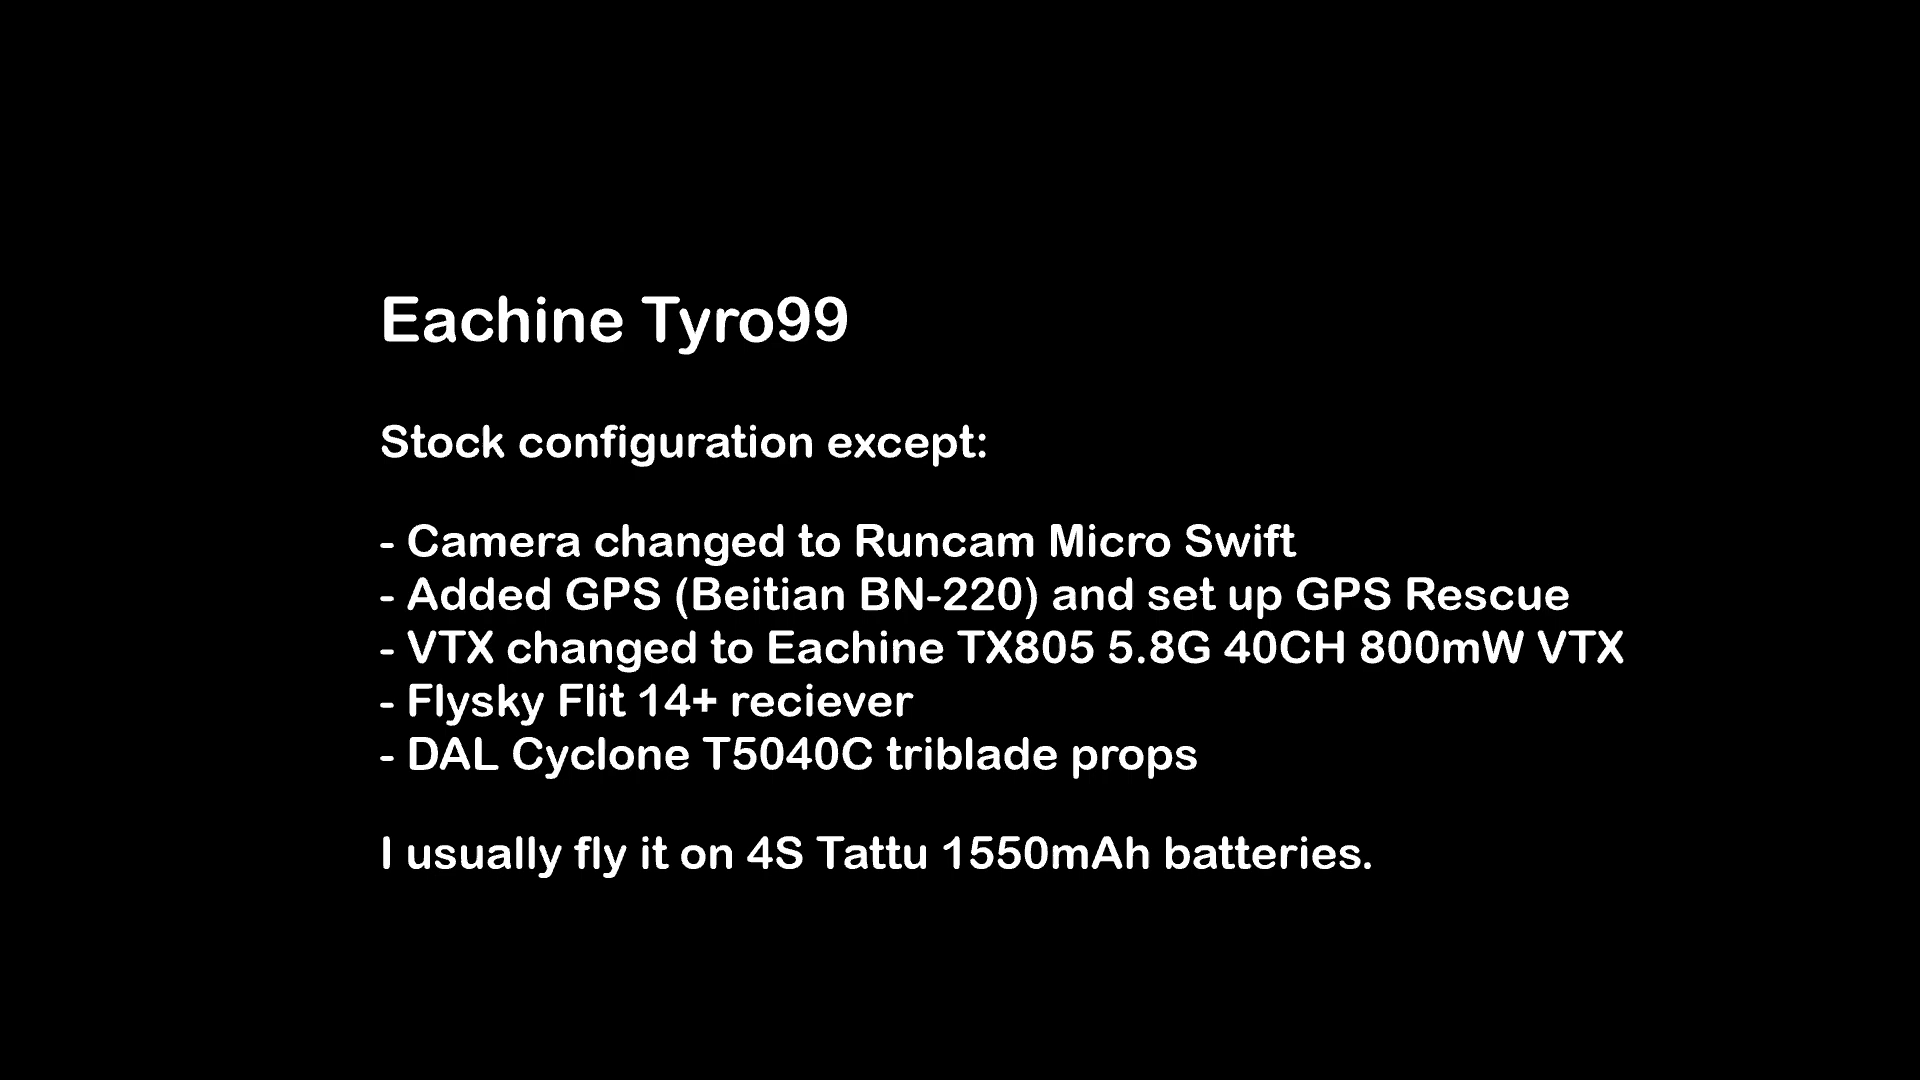 Eachine Tyro99
Stock configuration except:
- Camera changed to Runcam Micro Swift
- Added GPS (Beitian BN-220) and set up GPS Rescue
- VTX changed to Eachine TX805 5.8G 40CH 800mW VTX
- Flysky Flit 14+ reciever
- DAL Cyclone T5040C triblade props
I usually fly it on 4S Tattu 1550mAh batteries.